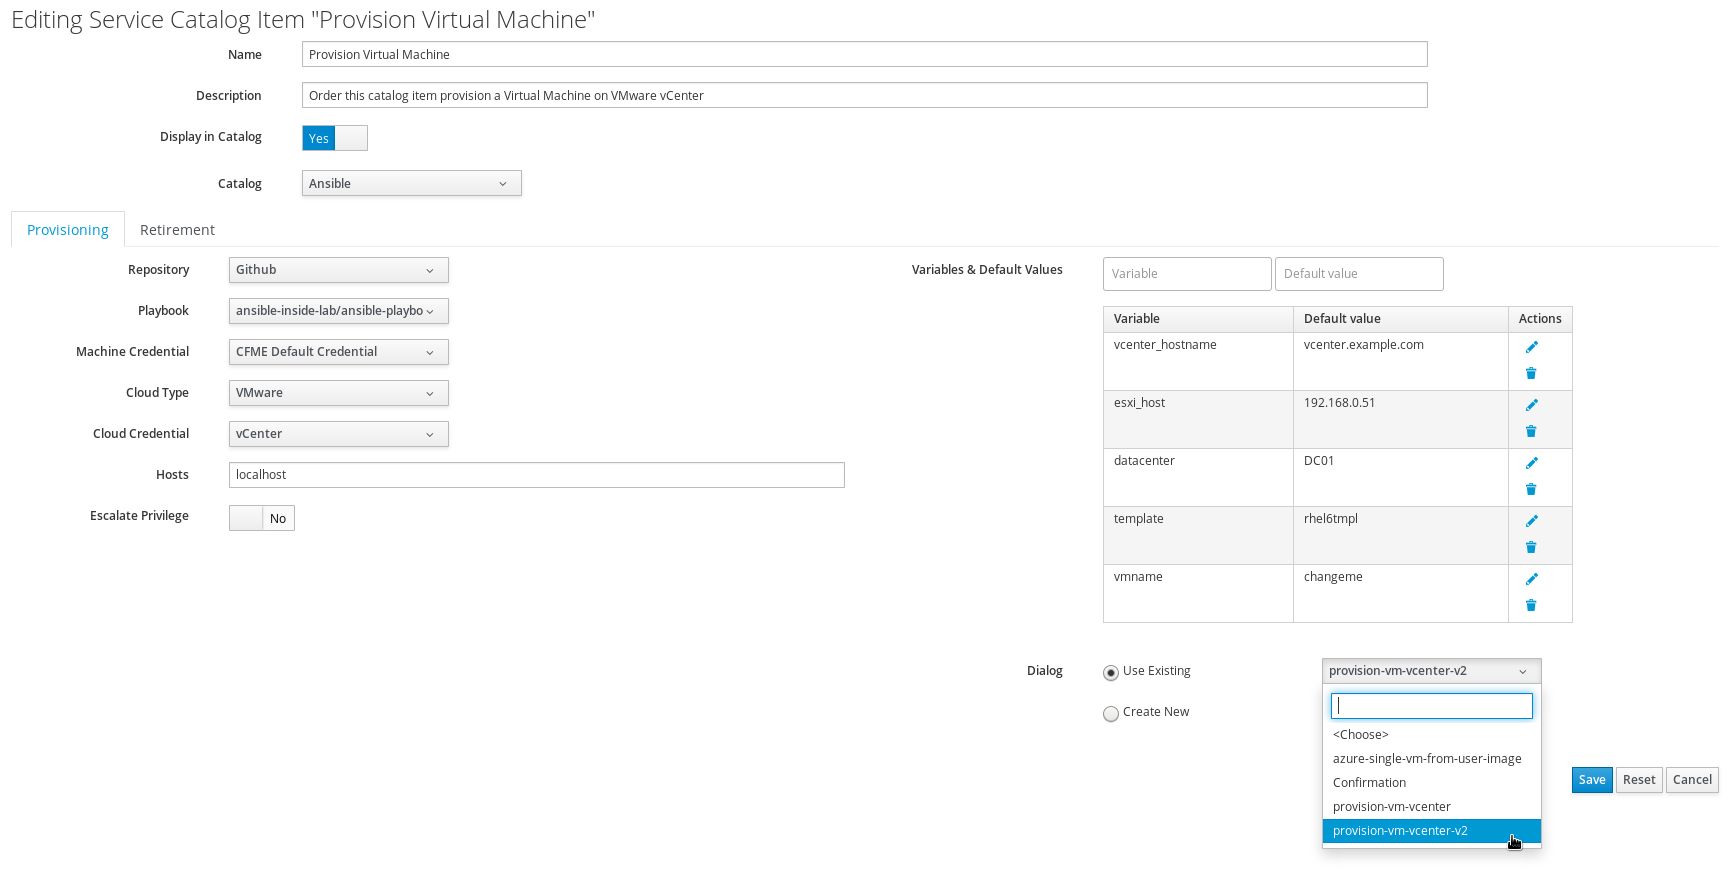 Editing Service Catalog Item "Provision Virtual Machine"
Name
Provision Virtual Machine
Description
Order this catalog item provision a Virtual Machine on VMware vCenter
Display in Catalog
Yes
Catalog
Ansible
Provisioning
Retirement
Repository
Github
Playbook
ansible-inside-lab/ansible-playbo
Machine Credential
CFME Default Credential
Cloud Type
VMware
Cloud Credential
vCenter
Hosts
localhost
Escalate Privilege
No
Variables & Default Values
Variable
Default value
Variable Default value Actions
vcenter_hostname vcenter.example.com
esxi_host 192.168.0.51
datacenter DC01
template rhel6tmpl
vmname changeme
Dialog
Use Existing
provision-vm-vcenter-v2
Create New
<Choose>
azure-single-vm-from-user-image
Confirmation
provision-vm-vcenter
provision-vm-vcenter-v2
Save
Reset
Cancel